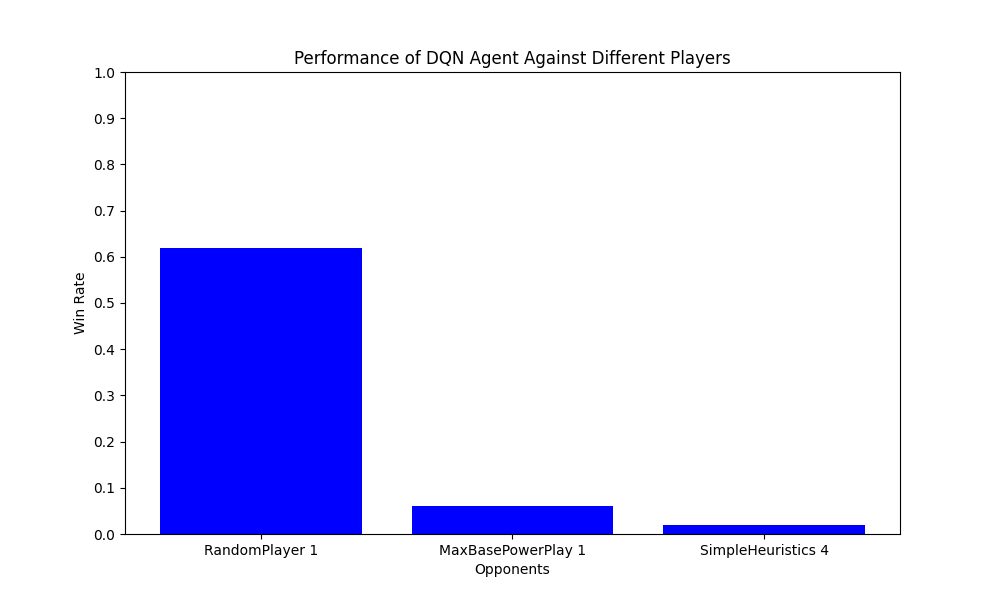 Performance of DQN Agent Against Different Players
1.0
0.9
0.8
0.7
0.6
0.5
0.4
0.3
0.2
0.1
0.0
Win Rate
RandomPlayer 1
MaxBasePowerPlay 1
SimpleHeuristics 4
Opponents